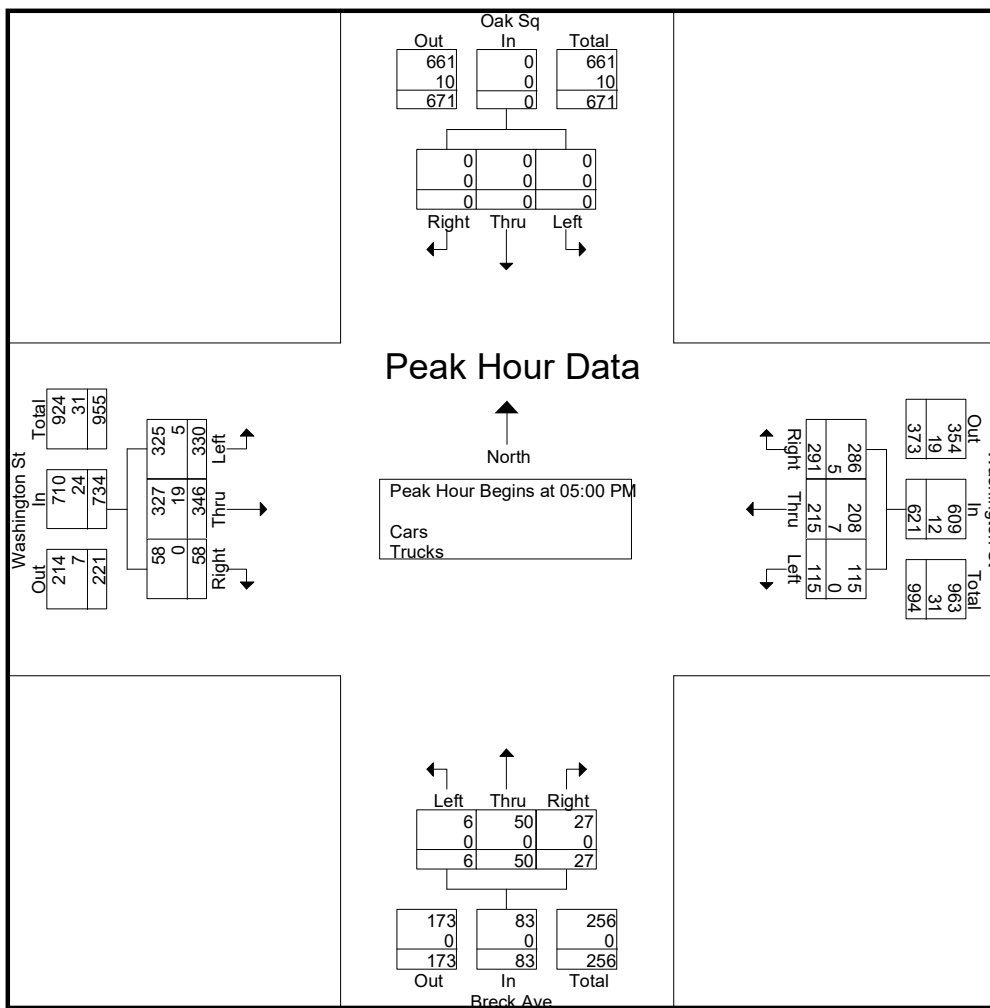 Oak Sq
Out In Total
661 0 661
10 0 10
671 0 671
0 0 0
0 0 0
0 0 0
Right Thru Left
Peak Hour Data
North
Peak Hour Begins at 05:00 PM
Cars
Trucks
Washington St
Total In Out
924 710 214
31 24 7
955 734 221
325 327 58
5 19 0
330 346 58
Left Thru Right
Right Thru Left
291 215 115
5 7 0
286 208 115
Out In Total
373 621 994
19 12 31
354 609 963
Left Thru Right
6 50 27
0 0 0
6 50 27
173 83 256
0 0 0
173 83 256
Out In Total
Breck Ave